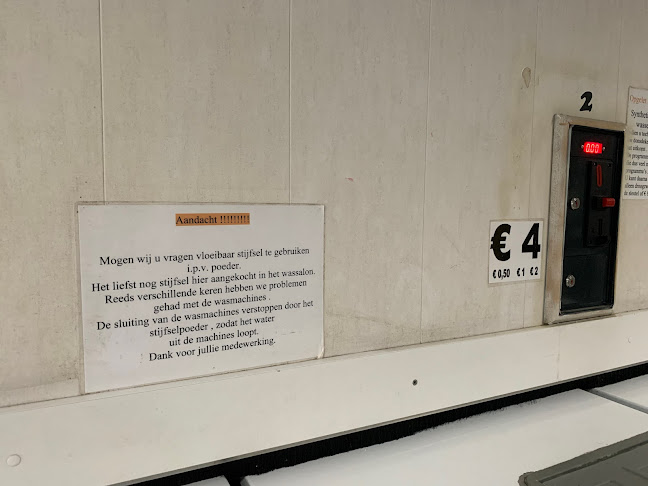 Aandacht !!!!!!!!!
Mogen wij u vragen vloeibaar stijfsel te gebruiken
i.p.v. poeder.
Het liefst nog stijfsel hier aangekocht in het wassalon.
Reeds verschillende keren hebben we problemen
gehad met de wasmachines .
De sluiting van de wasmachines verstoppen door het
stijfselpoeder , zodat het water
uit de machines loopt.
Dank voor jullie medewerking.
€ 4
€ 0,50 € 1 € 2
2
0.00
Opgelet